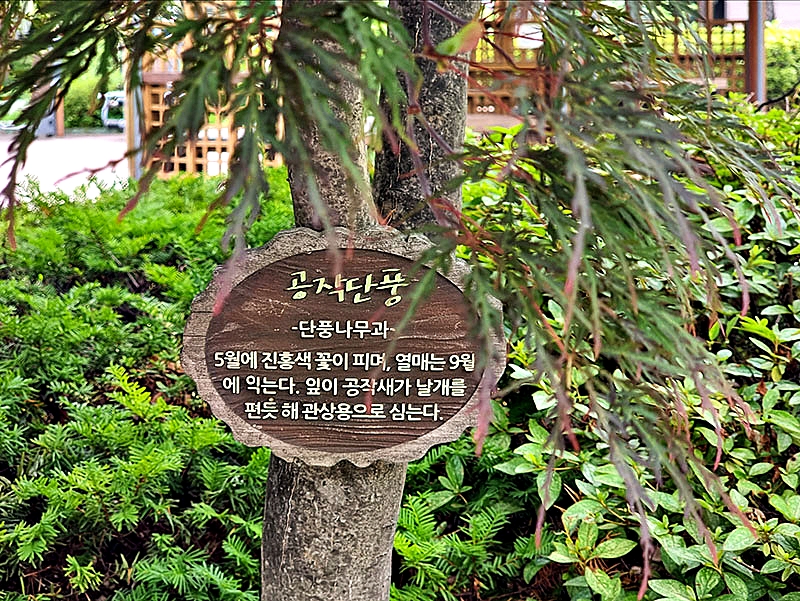 공작단풍
-단풍나무과-
5월에 진홍색 꽃이 피며, 열매는 9월
에 익는다. 잎이 공작새가 날개를
편듯 해 관상용으로 심는다.